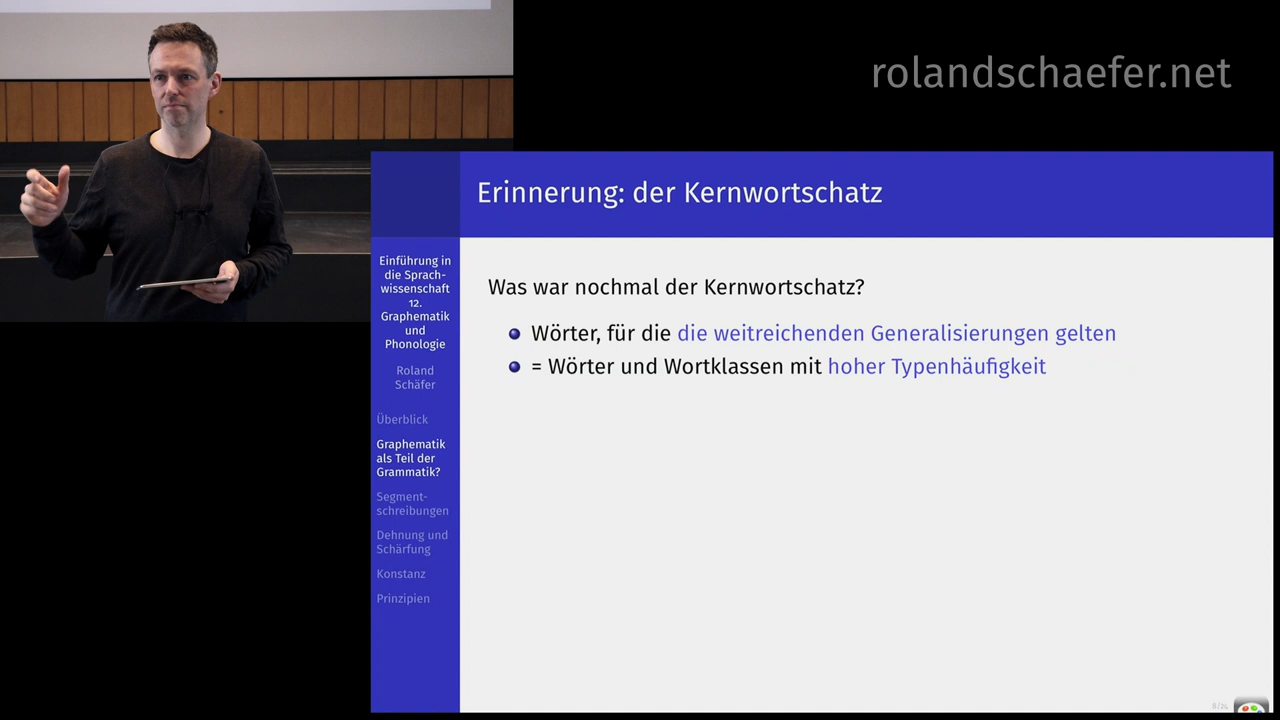 rolandschaefer.net
Erinnerung: der Kernwortschatz
Einführung in
die Sprach-
wissenschaft
12.
Graphematik
und
Phonologie
Roland
Schäfer
Überblick
Graphematik
als Teil der
Grammatik?
Segment-
schreibungen
Dehnung und
Schärfung
Konstanz
Prinzipien
Was war nochmal der Kernwortschatz?
Wörter, für die die weitreichenden Generalisierungen gelten
= Wörter und Wortklassen mit hoher Typenhäufigkeit